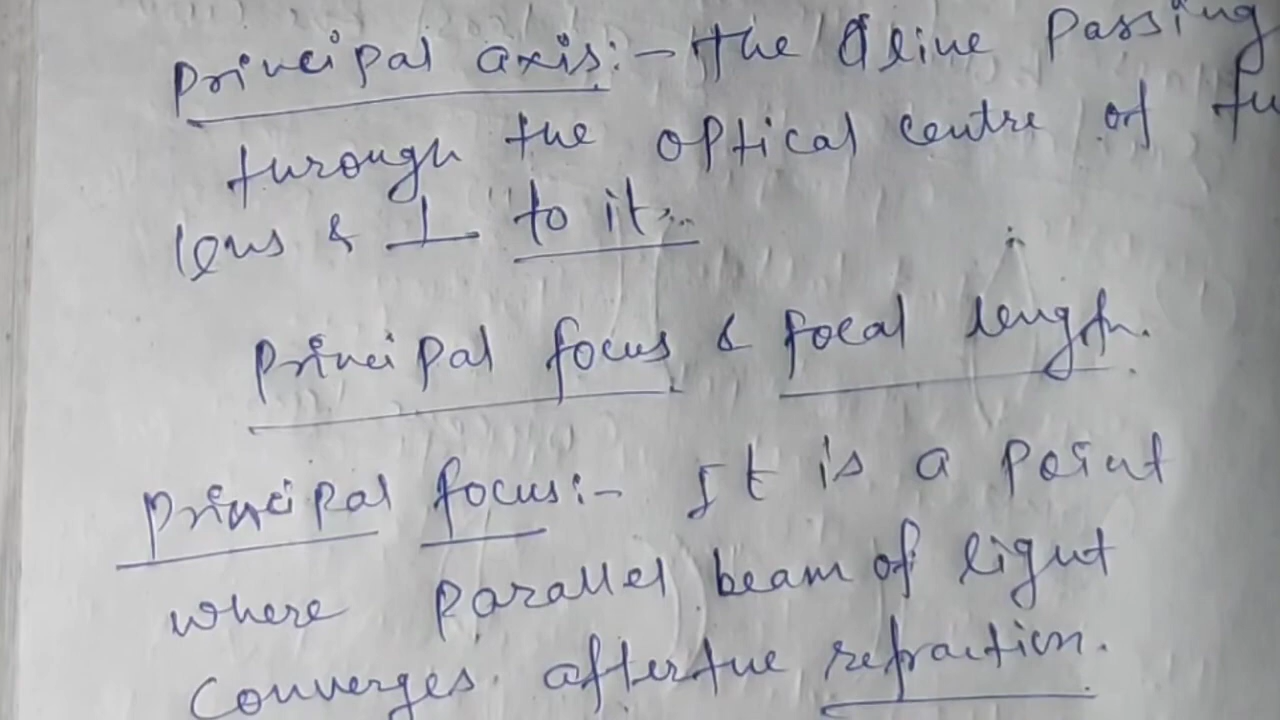 Principal axis:- The line Passing
through the optical centre of the
lens & ⊥ to it.
Principal focus & focal length.
Principal focus:- It is a point
where parallel beam of light
converges after the refraction.